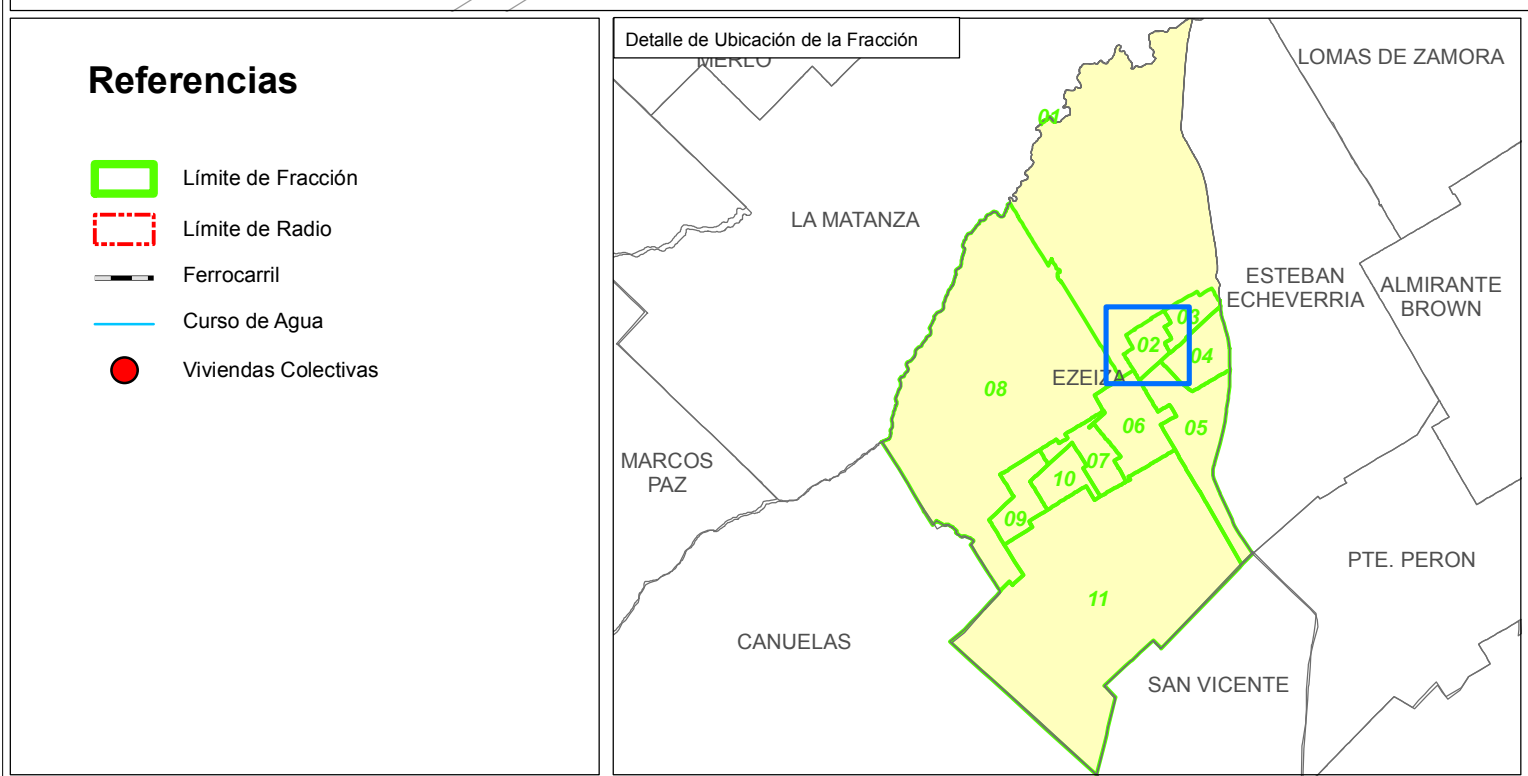 Referencias
Límite de Fracción
Límite de Radio
Ferrocarril
Curso de Agua
Viviendas Colectivas
Detalle de Ubicación de la Fracción
MERLO
LOMAS DE ZAMORA
01
LA MATANZA
ESTEBAN
ECHEVERRIA
ALMIRANTE
BROWN
03
02
04
EZEIZA
08
06
05
MARCOS
PAZ
07
10
09
PTE. PERON
11
CANUELAS
SAN VICENTE